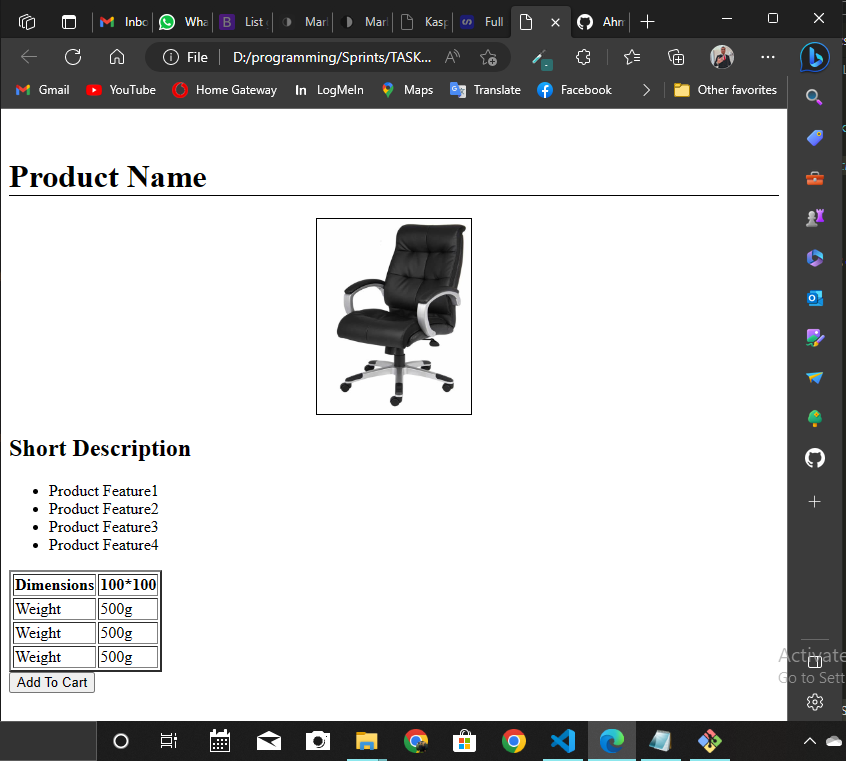 Inbo
Wha
List
Mar
Mar
Kasp
Full
Ahm
File
D:/programming/Sprints/TASK...
Gmail
YouTube
Home Gateway
LogMeIn
Maps
Translate
Facebook
Other favorites
Product Name
Short Description
Product Feature1
Product Feature2
Product Feature3
Product Feature4
Dimensions 100*100
Weight 500g
Weight 500g
Weight 500g
Add To Cart
Activate
Go to Sett